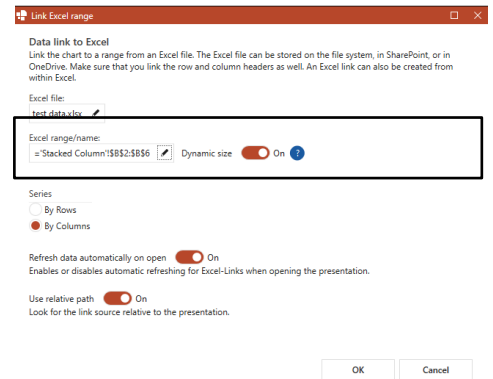 Link Excel range
Data link to Excel
Link the chart to a range from an Excel file. The Excel file can be stored on the file system, in SharePoint, or in
OneDrive. Make sure that you link the row and column headers as well. An Excel link can also be created from
within Excel.
Excel file:
test data.xlsx
Excel range/name:
='Stacked Column'!$B$2:$B$6 Dynamic size On ?
Series
By Rows
By Columns
Refresh data automatically on open On
Enables or disables automatic refreshing for Excel-Links when opening the presentation.
Use relative path On
Look for the link source relative to the presentation.
OK Cancel